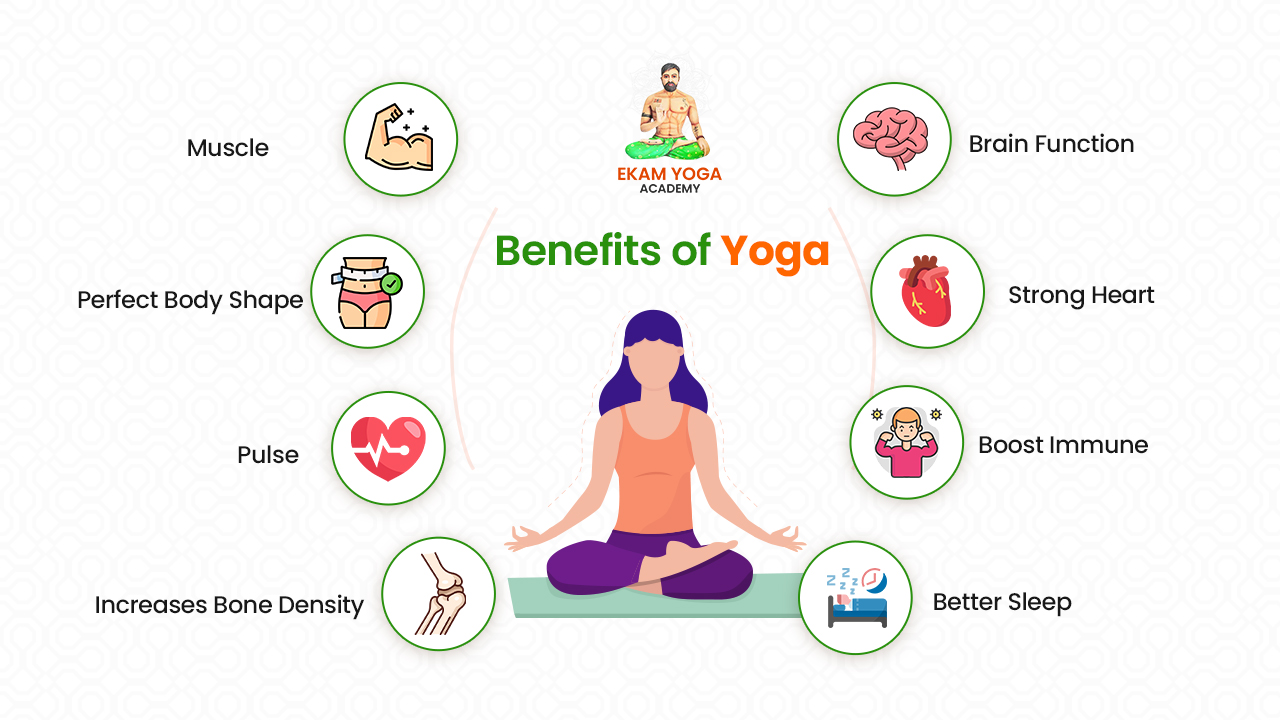 EKAM YOGA
ACADEMY
Benefits of Yoga
Muscle
Perfect Body Shape
Pulse
Increases Bone Density
Brain Function
Strong Heart
Boost Immune
Better Sleep